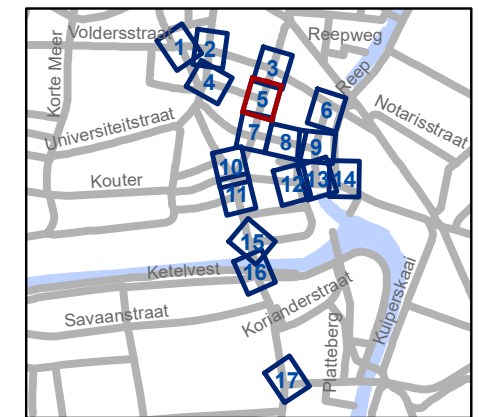 Voldersstraat
Reepweg
Korte Meer
Reep
Notarisstraat
Universiteitstraat
Kouter
Ketelvest
Savaanstraat
Korianderstraat
Platteberg
Kuiperskaai
1
2
3
4
5
6
7
8
9
10
11
12
13
14
15
16
17